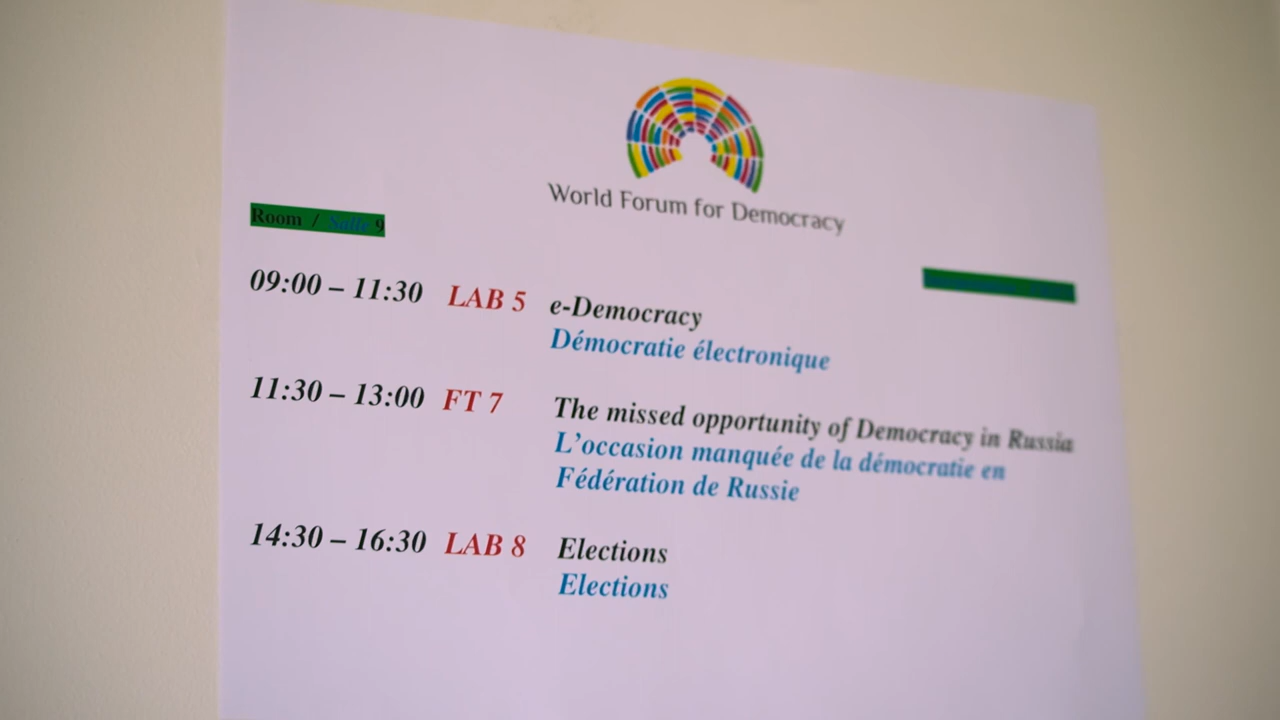 World Forum for Democracy
Room / Salle 9
09:00 – 11:30 LAB 5 e-Democracy
Démocratie électronique
11:30 – 13:00 FT 7 The missed opportunity of Democracy in Russia
L’occasion manquée de la démocratie en
Fédération de Russie
14:30 – 16:30 LAB 8 Elections
Elections